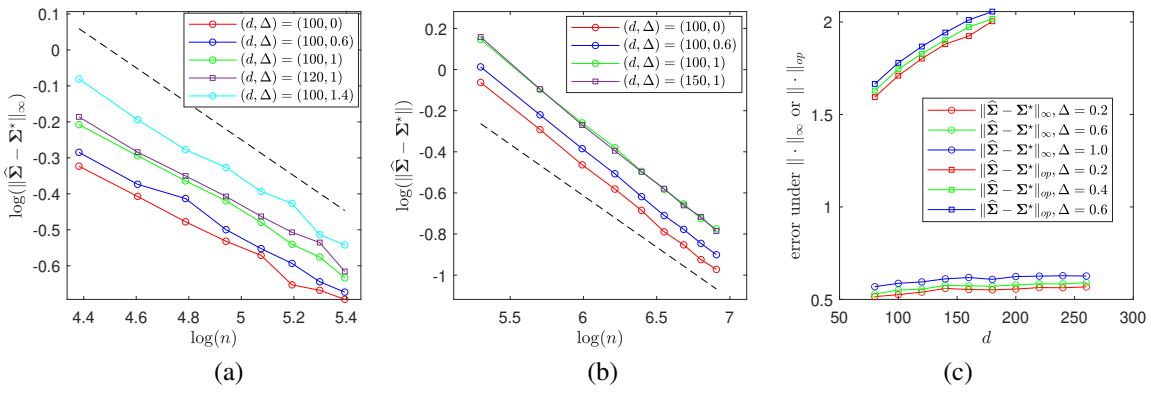 (d, Δ) = (100, 0)
(d, Δ) = (100, 0.6)
(d, Δ) = (100, 1)
(d, Δ) = (120, 1)
(d, Δ) = (100, 1.4)
0.1
0
-0.1
-0.2
-0.3
-0.4
-0.5
-0.6
log(‖Σ̂ − Σ⋆‖∞)
4.4 4.6 4.8 5 5.2 5.4
log(n)
(a)
(d, Δ) = (100, 0)
(d, Δ) = (100, 0.6)
(d, Δ) = (100, 1)
(d, Δ) = (150, 1)
0.2
0
-0.2
-0.4
-0.6
-0.8
-1
log(‖Σ̂ − Σ⋆‖)
5.5 6 6.5 7
log(n)
(b)
2
1.5
1
0.5
error under ‖ · ‖∞ or ‖ · ‖op
‖Σ̂ − Σ⋆‖∞, Δ = 0.2
‖Σ̂ − Σ⋆‖∞, Δ = 0.6
‖Σ̂ − Σ⋆‖∞, Δ = 1.0
‖Σ̂ − Σ⋆‖op, Δ = 0.2
‖Σ̂ − Σ⋆‖op, Δ = 0.4
‖Σ̂ − Σ⋆‖op, Δ = 0.6
50 100 150 200 250 300
d
(c)